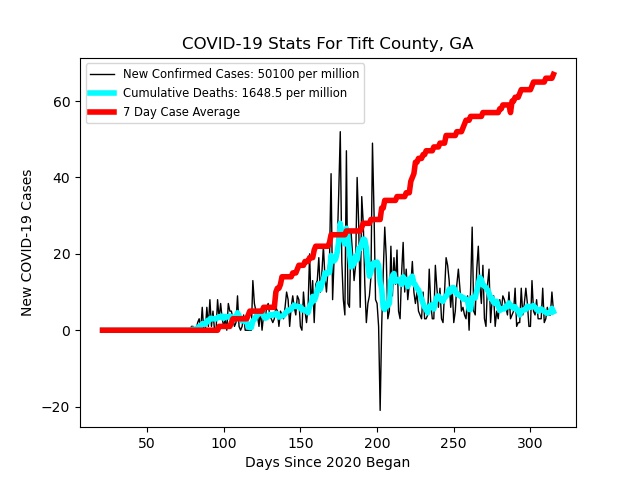 COVID-19 Stats For Tift County, GA
New Confirmed Cases: 50100 per million
Cumulative Deaths: 1648.5 per million
7 Day Case Average
New COVID-19 Cases
60
40
20
0
−20
50 100 150 200 250 300
Days Since 2020 Began